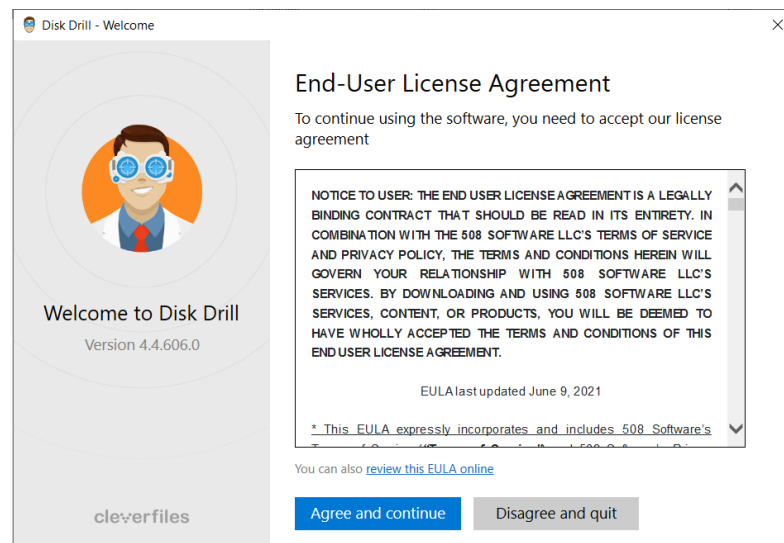 Disk Drill - Welcome
End-User License Agreement
To continue using the software, you need to accept our license
agreement
NOTICE TO USER: THE END USER LICENSE AGREEMENT IS A LEGALLY
BINDING CONTRACT THAT SHOULD BE READ IN ITS ENTIRETY. IN
COMBINATION WITH THE 508 SOFTWARE LLC'S TERMS OF SERVICE
AND PRIVACY POLICY, THE TERMS AND CONDITIONS HEREIN WILL
GOVERN YOUR RELATIONSHIP WITH 508 SOFTWARE LLC'S
SERVICES. BY DOWNLOADING AND USING 508 SOFTWARE LLC'S
SERVICES, CONTENT, OR PRODUCTS, YOU WILL BE DEEMED TO
HAVE WHOLLY ACCEPTED THE TERMS AND CONDITIONS OF THIS
END USER LICENSE AGREEMENT.
EULA last updated June 9, 2021
* This EULA expressly incorporates and includes 508 Software's
You can also review this EULA online
Agree and continue
Disagree and quit
Welcome to Disk Drill
Version 4.4.606.0
cleverfiles